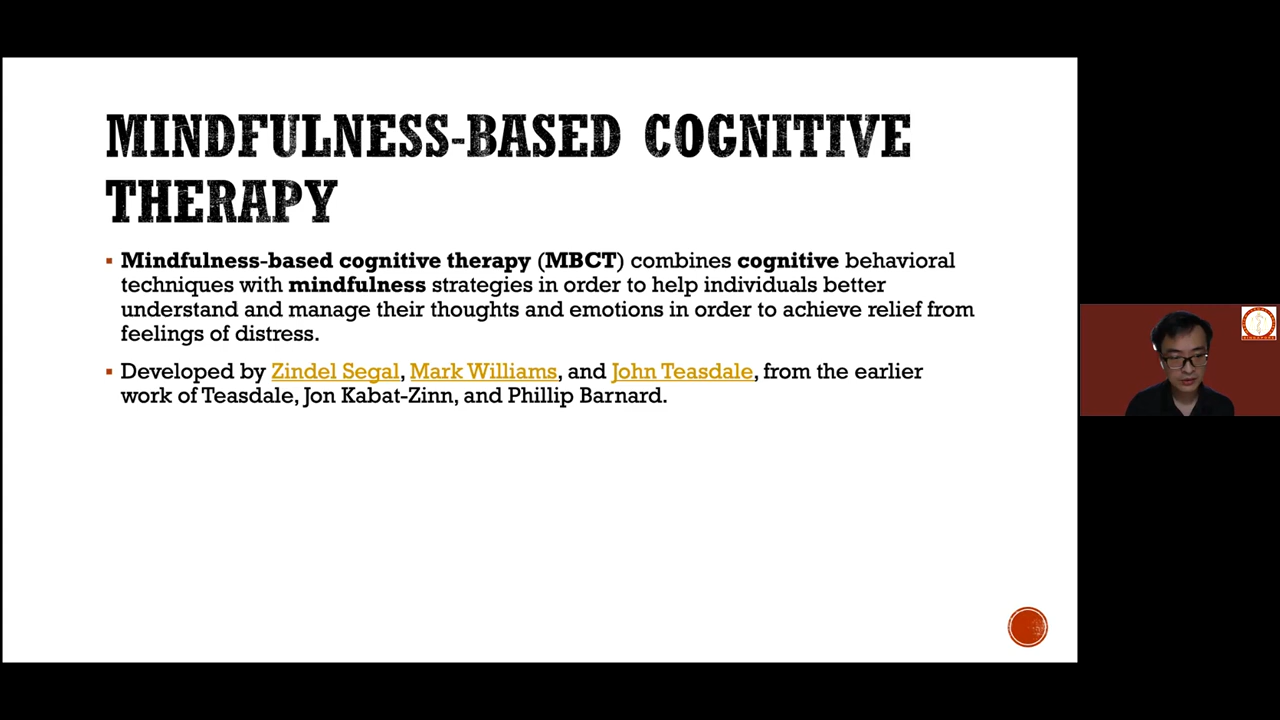 MINDFULNESS-BASED COGNITIVE
THERAPY
Mindfulness-based cognitive therapy (MBCT) combines cognitive behavioral
techniques with mindfulness strategies in order to help individuals better
understand and manage their thoughts and emotions in order to achieve relief from
feelings of distress.
Developed by Zindel Segal, Mark Williams, and John Teasdale, from the earlier
work of Teasdale, Jon Kabat-Zinn, and Phillip Barnard.